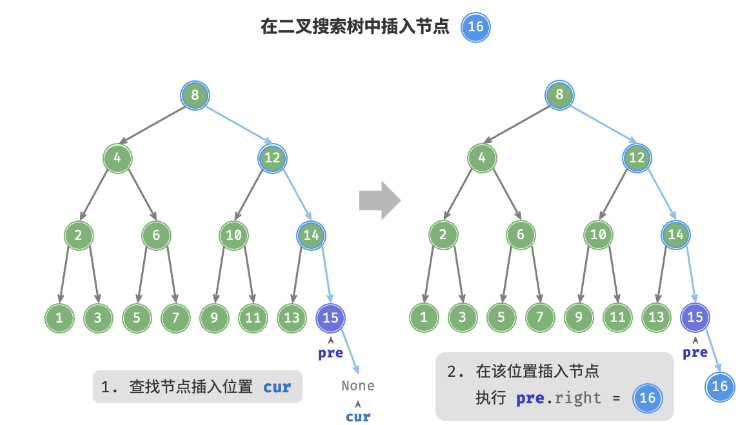 在二叉搜索树中插入节点 16
8
4 12
2 6 10 14
1 3 5 7 9 11 13 15
pre
None
cur
1. 查找节点插入位置 cur
8
4 12
2 6 10 14
1 3 5 7 9 11 13 15
pre
16
2. 在该位置插入节点
执行 pre.right = 16